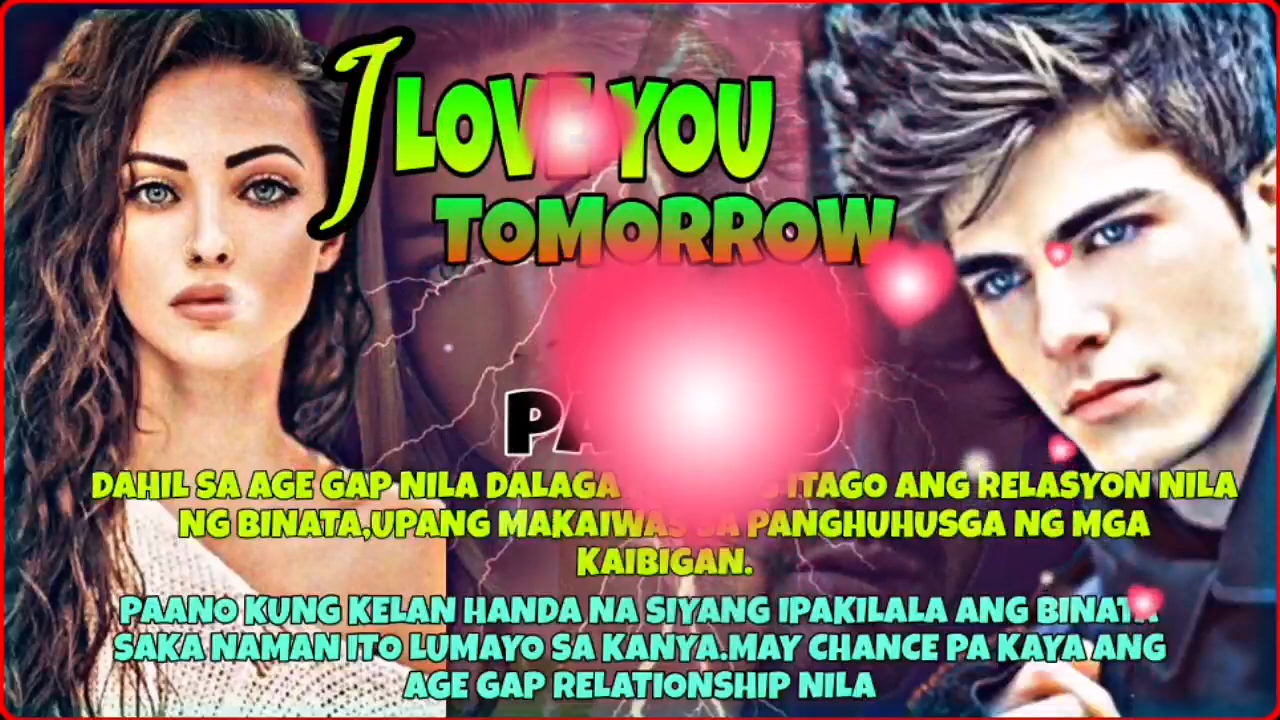 I LOVE YOU
TOMORROW
DAHIL SA AGE GAP NILA DALAGA ITAGO ANG RELASYON NILA
NG BINATA,UPANG MAKAIWAS SA PANGHUHUSGA NG MGA
KAIBIGAN.
PAANO KUNG KELAN HANDA NA SIYANG IPAKILALA ANG BINATA
SAKA NAMAN ITO LUMAYO SA KANYA.MAY CHANCE PA KAYA ANG
AGE GAP RELATIONSHIP NILA